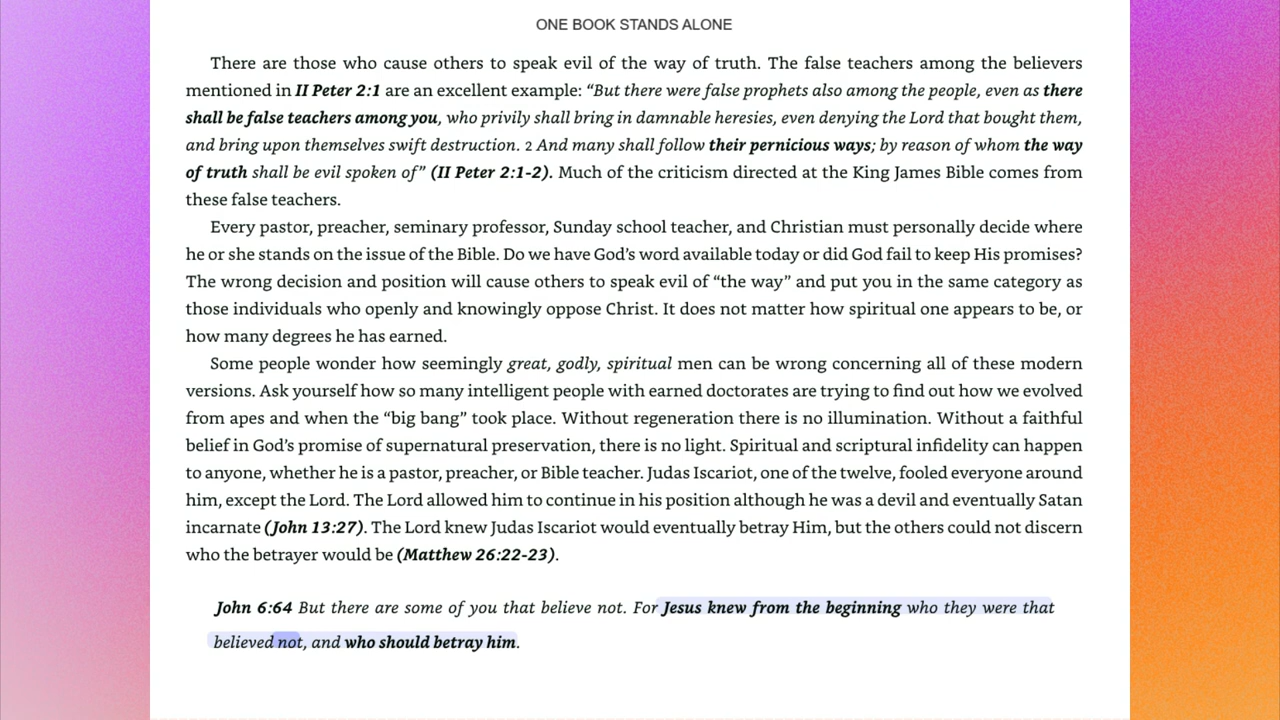 ONE BOOK STANDS ALONE
There are those who cause others to speak evil of the way of truth. The false teachers among the believers
mentioned in II Peter 2:1 are an excellent example: “But there were false prophets also among the people, even as there
shall be false teachers among you, who privily shall bring in damnable heresies, even denying the Lord that bought them,
and bring upon themselves swift destruction. 2 And many shall follow their pernicious ways; by reason of whom the way
of truth shall be evil spoken of” (II Peter 2:1-2). Much of the criticism directed at the King James Bible comes from
these false teachers.
Every pastor, preacher, seminary professor, Sunday school teacher, and Christian must personally decide where
he or she stands on the issue of the Bible. Do we have God’s word available today or did God fail to keep His promises?
The wrong decision and position will cause others to speak evil of “the way” and put you in the same category as
those individuals who openly and knowingly oppose Christ. It does not matter how spiritual one appears to be, or
how many degrees he has earned.
Some people wonder how seemingly great, godly, spiritual men can be wrong concerning all of these modern
versions. Ask yourself how so many intelligent people with earned doctorates are trying to find out how we evolved
from apes and when the “big bang” took place. Without regeneration there is no illumination. Without a faithful
belief in God’s promise of supernatural preservation, there is no light. Spiritual and scriptural infidelity can happen
to anyone, whether he is a pastor, preacher, or Bible teacher. Judas Iscariot, one of the twelve, fooled everyone around
him, except the Lord. The Lord allowed him to continue in his position although he was a devil and eventually Satan
incarnate (John 13:27). The Lord knew Judas Iscariot would eventually betray Him, but the others could not discern
who the betrayer would be (Matthew 26:22-23).
John 6:64 But there are some of you that believe not. For Jesus knew from the beginning who they were that
believed not, and who should betray him.